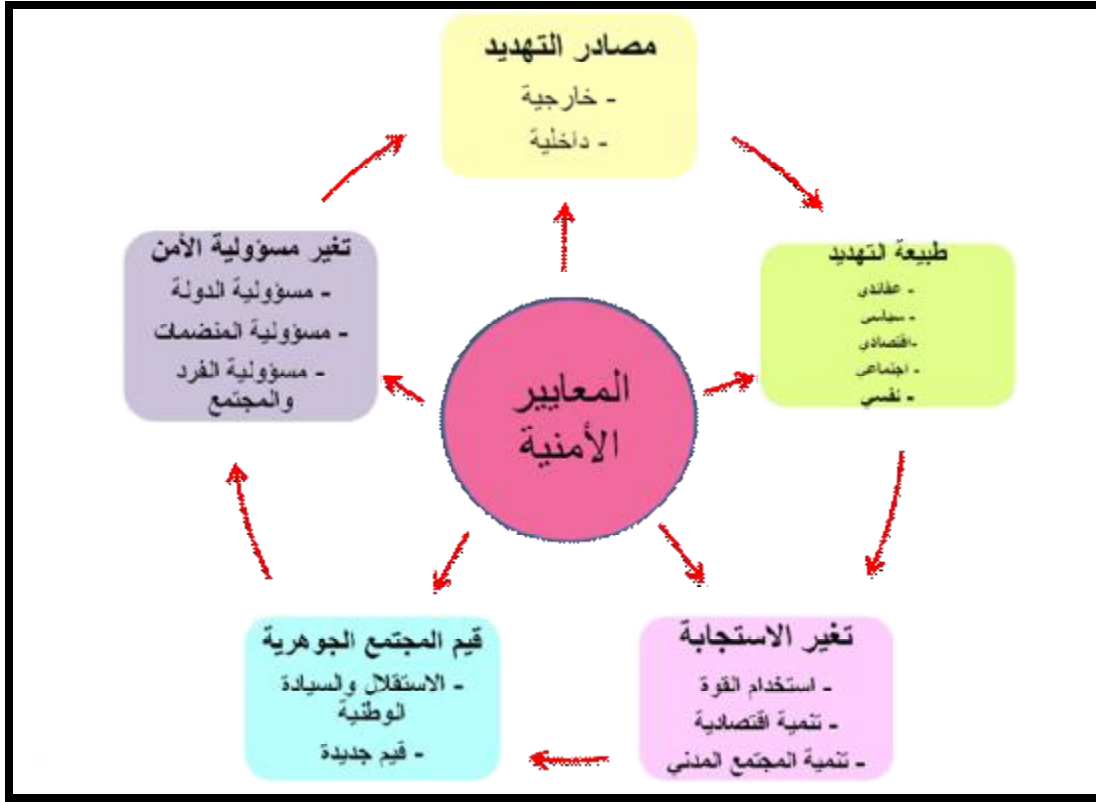 مصادر التهديد
- خارجية
- داخلية
طبيعة التهديد
- عقائدي
- سياسي
-اقتصادي
- اجتماعي
- نفسي
تغير الاستجابة
- استخدام القوة
- تنمية اقتصادية
- تنمية المجتمع المدني
قيم المجتمع الجوهرية
- الاستقلال والسيادة
الوطنية
- قيم جديدة
تغير مسؤولية الأمن
- مسؤولية الدولة
- مسؤولية المنضمات
- مسؤولية الفرد
والمجتمع
المعايير
الأمنية